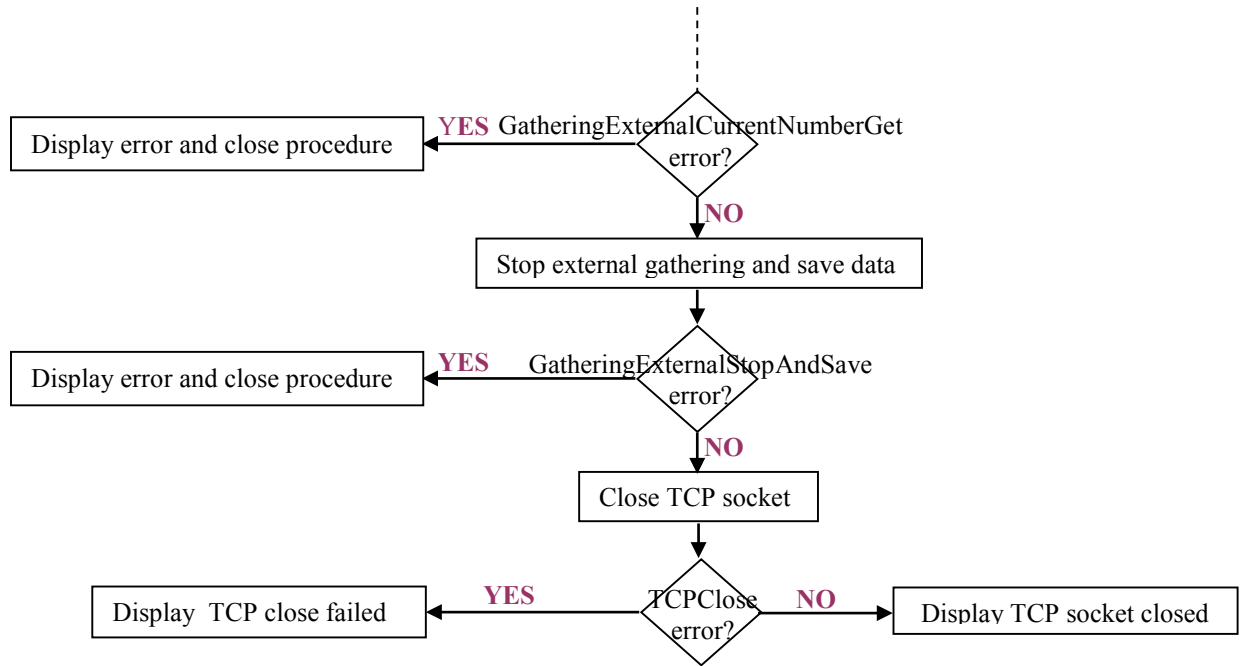 YES GatheringExternalCurrentNumberGet
Display error and close procedure
error?
NO
Stop external gathering and save data
YES GatheringExternalStopAndSave
Display error and close procedure
error?
NO
Close TCP socket
YES
TCPClose
NO
Display TCP close failed
error?
Display TCP socket closed